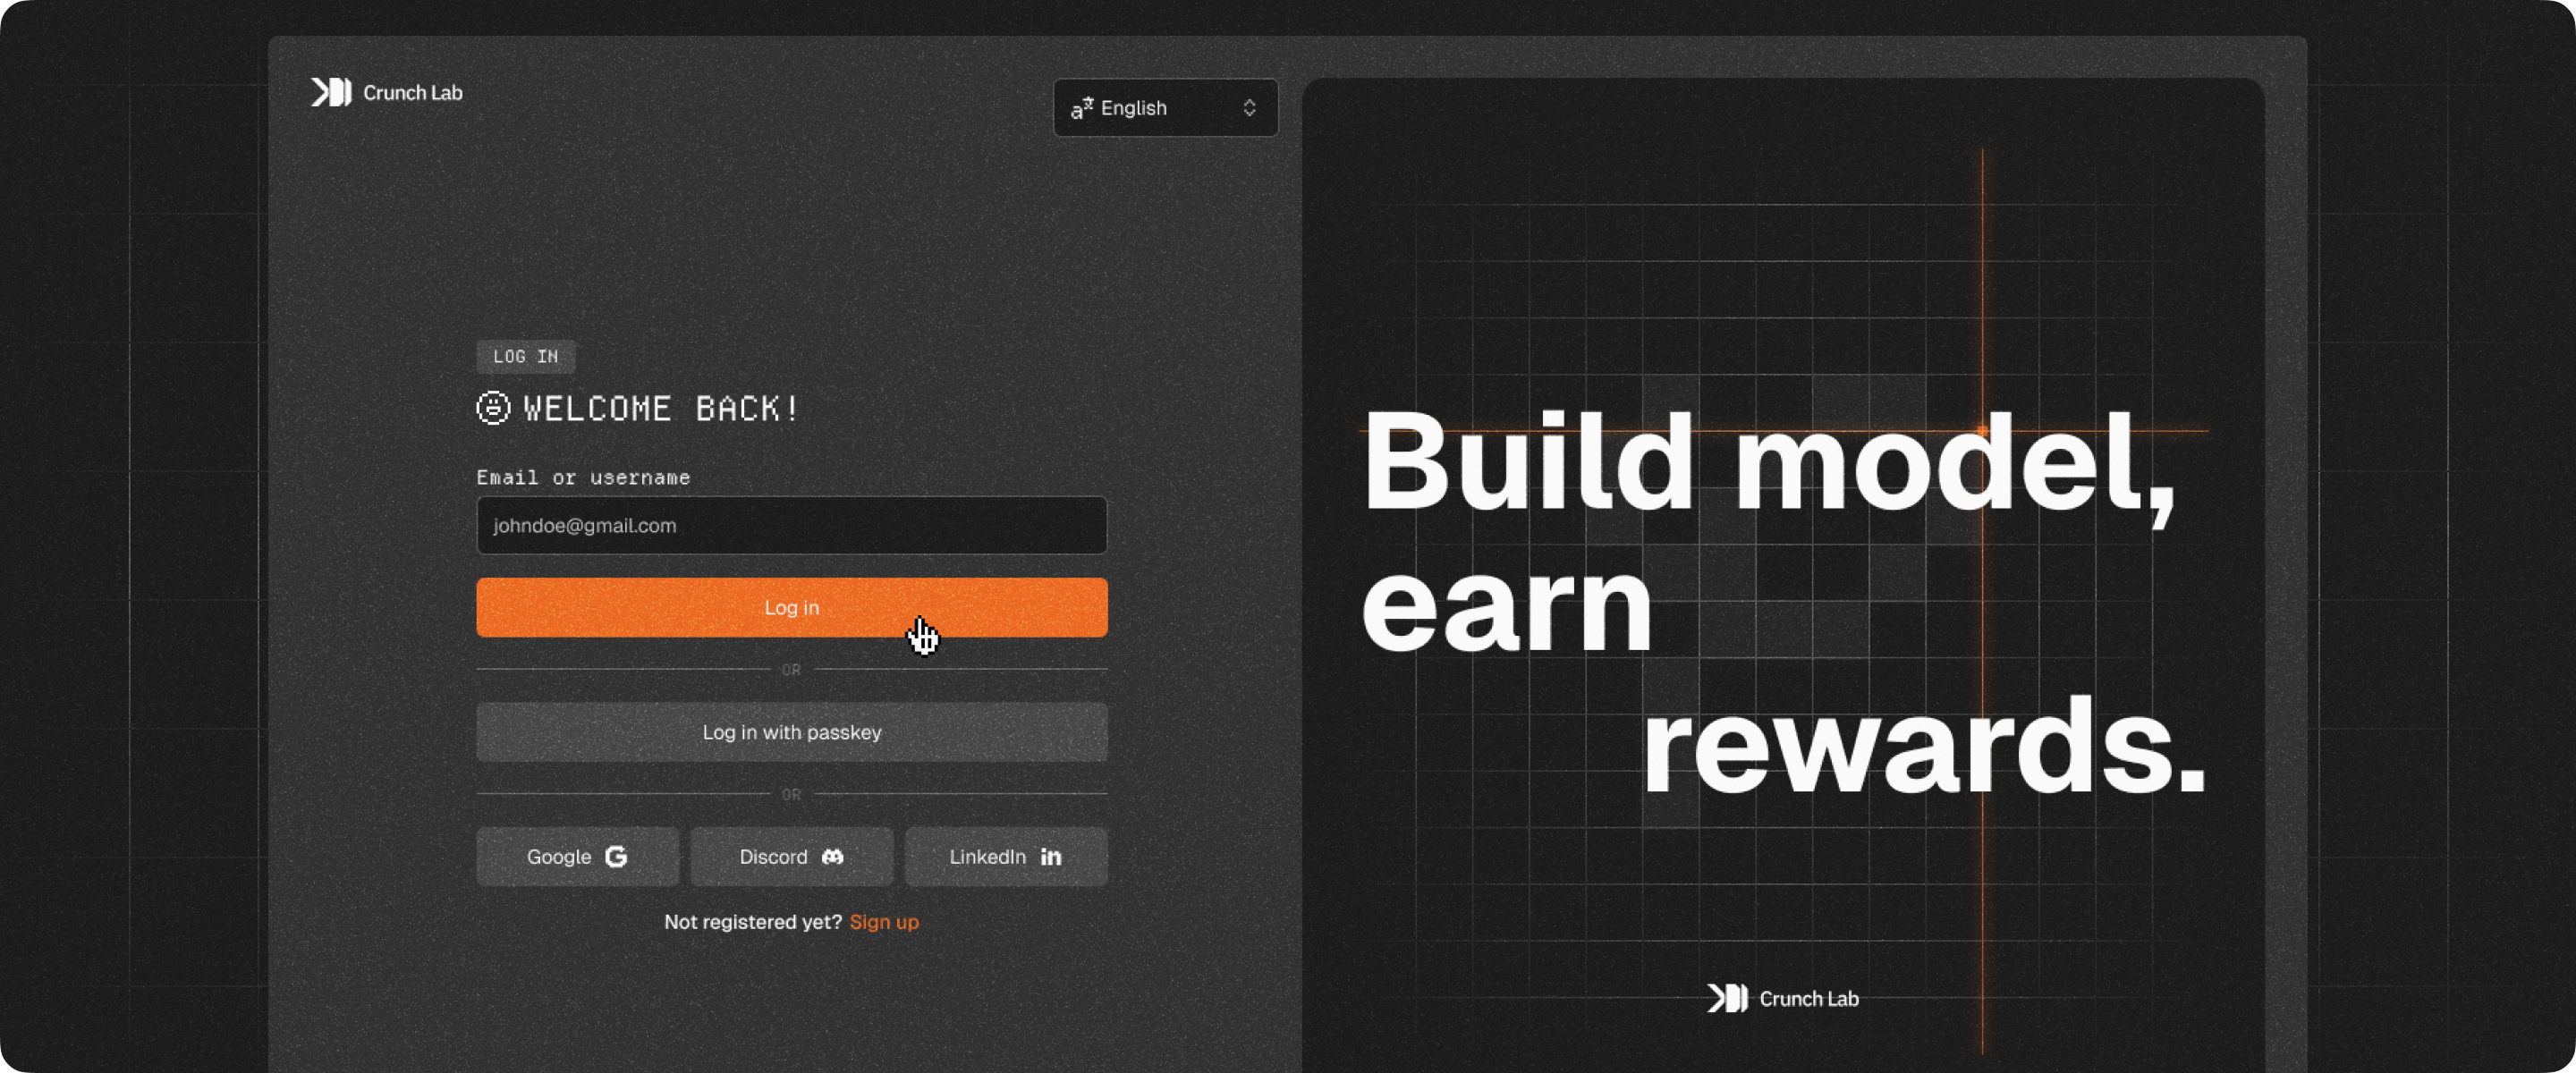 Crunch Lab
English
LOG IN
WELCOME BACK!
Email or username
johndoe@gmail.com
Log in
OR
Log in with passkey
OR
Google
Discord
LinkedIn in
Not registered yet? Sign up
Build model,
earn
rewards.
Crunch Lab